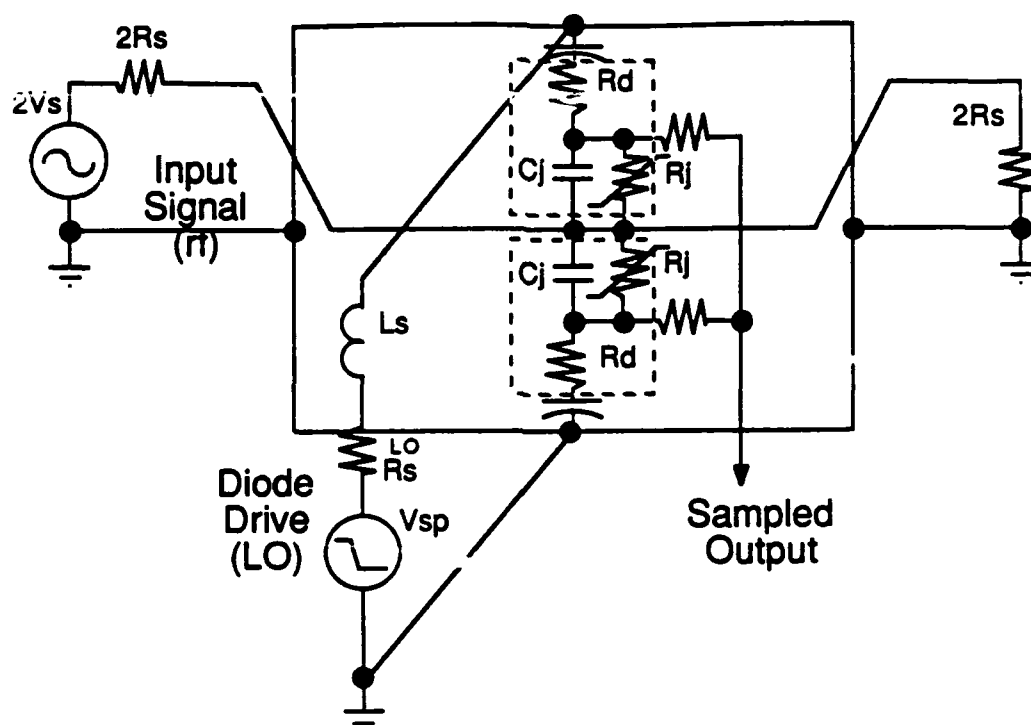 2Rs
2Vs
Input
Signal
(rf)
Rd
Cj
Rj
2Rs
Cj
Rj
Ls
Rd
LO
Rs
Diode
Drive
(LO)
Vsp
Sampled
Output